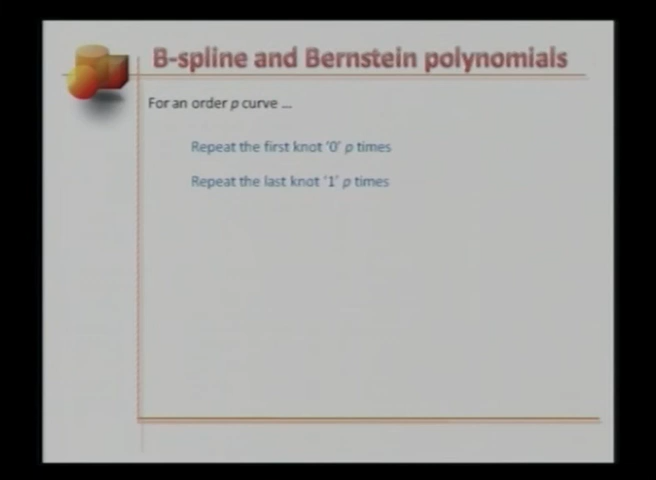 B-spline and Bernstein polynomials
For an order p curve ...
Repeat the first knot '0' p times
Repeat the last knot '1' p times